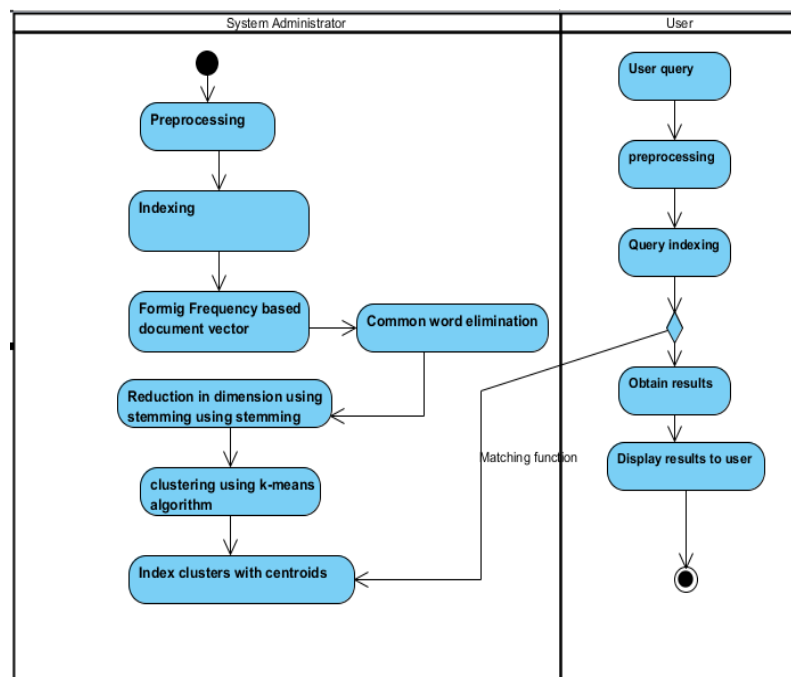 System Administrator
User
Preprocessing
Indexing
Formig Frequency based
document vector
Common word elimination
Reduction in dimension using
stemming using stemming
clustering using k-means
algorithm
Index clusters with centroids
Matching function
User query
preprocessing
Query indexing
Obtain results
Display results to user